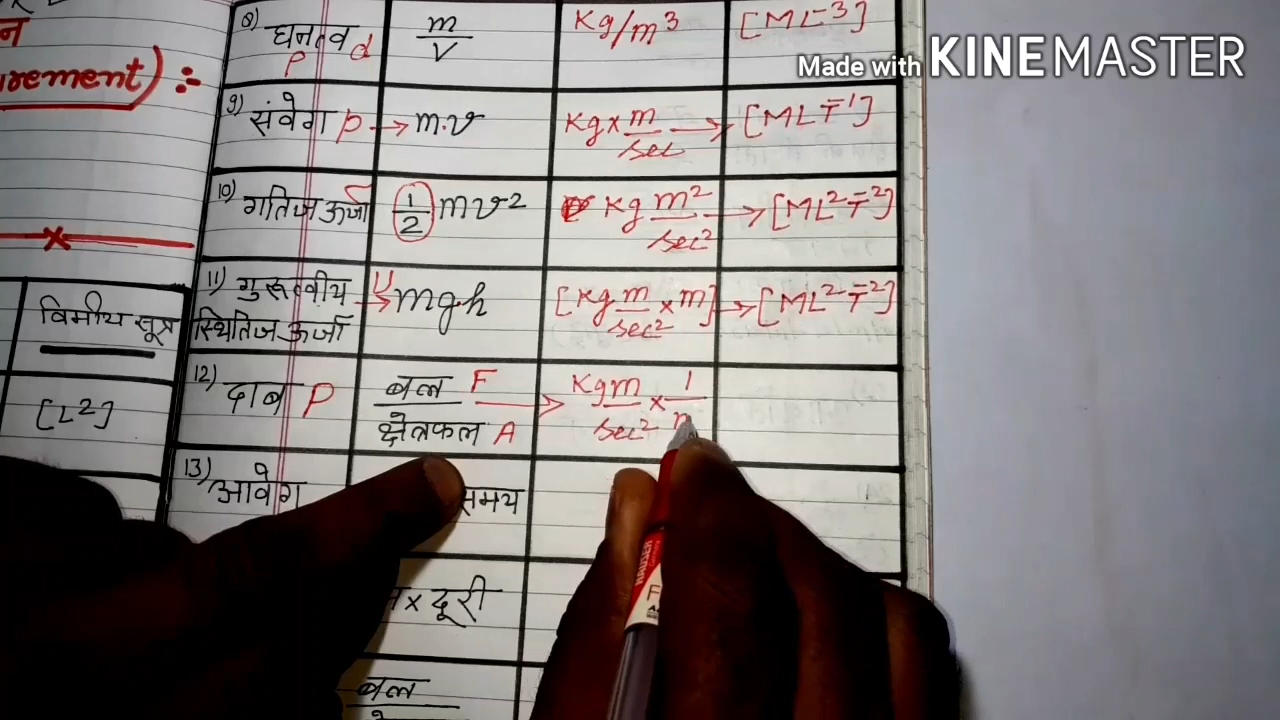 न
urement) :-
विमीय सूत्र
[L²]
8) घनत्व ρ d m/V Kg/m³ [ML⁻³]
9) संवेग p → m.v Kg × m/sec → [MLT⁻¹]
10) गतिज ऊर्जा 1/2 mv² Kg m²/sec² → [ML²T⁻²]
11) गुरूत्वीय स्थितिज ऊर्जा U → mgh [Kg m/sec² × m] → [ML²T⁻²]
12) दाब P बल F / क्षेत्रफल A → Kgm/sec² × 1/
13) आवेग समय
× दूरी
बल
Made with KINEMASTER
HAUSER